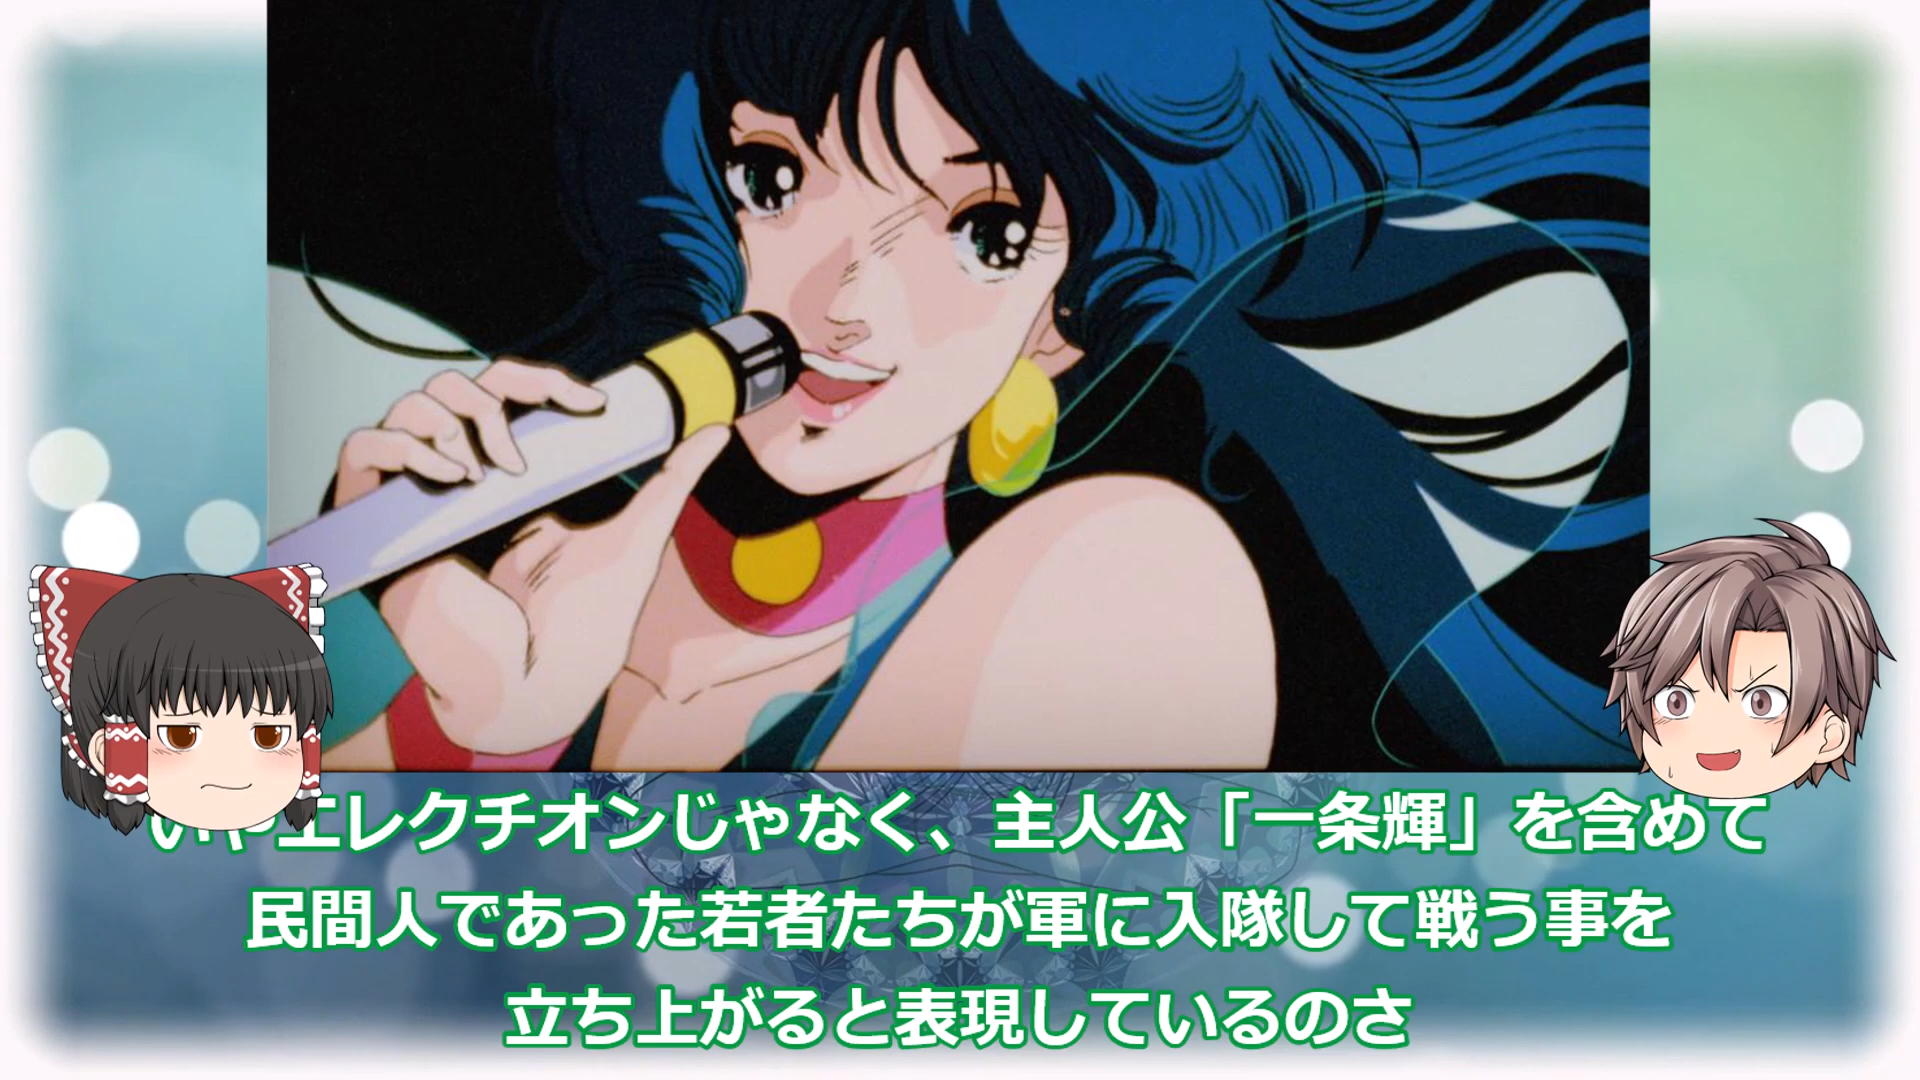 いやエレクチオンじゃなく、主人公「一条輝」を含めて
民間人であった若者たちが軍に入隊して戦う事を
立ち上がると表現しているのさ